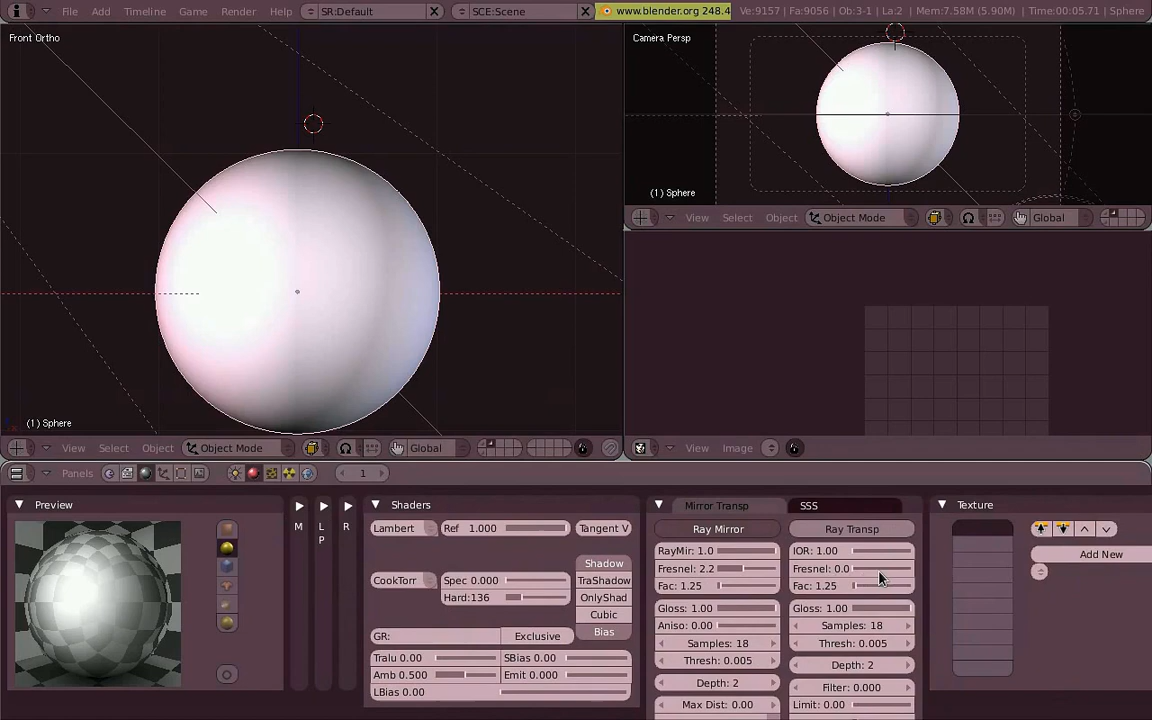 File Add Timeline Game Render Help SR:Default SCE:Scene www.blender.org 248.4 Ve:9157 | Fa:9056 | Ob:3-1 | La:2 | Mem:7.58M (5.90M) | Time:00:05.71 | Sphere
Front Ortho
Camera Persp
(1) Sphere
View Select Object Object Mode Global
(1) Sphere
View Select Object Object Mode Global
View Image
Panels 1
Preview
M
L
P
R
Shaders
Lambert Ref 1.000 Tangent V
Shadow
CookTorr Spec 0.000 TraShadow
Hard:136 OnlyShad
Cubic
GR: Exclusive Bias
Tralu 0.00 SBias 0.00
Amb 0.500 Emit 0.000
LBias 0.00
Mirror Transp SSS
Ray Mirror Ray Transp
RayMir: 1.0 IOR: 1.00
Fresnel: 2.2 Fresnel: 0.0
Fac: 1.25 Fac: 1.25
Gloss: 1.00 Gloss: 1.00
Aniso: 0.00 Samples: 18
Samples: 18 Thresh: 0.005
Thresh: 0.005 Depth: 2
Depth: 2 Filter: 0.000
Max Dist: 0.00 Limit: 0.00
Texture
Add New